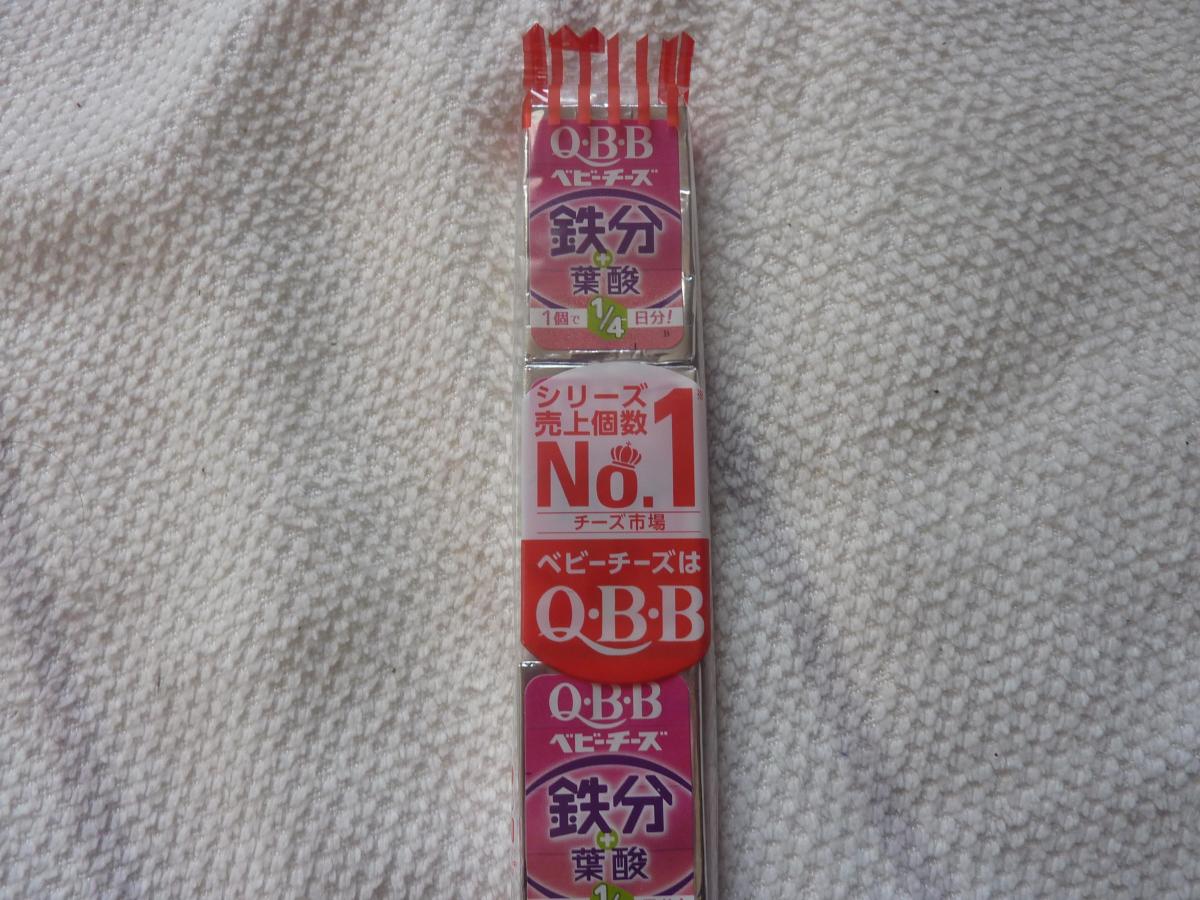 Q・B・B
ベビーチーズ
鉄分
+
葉酸
1個で 1/4 日分!
シリーズ
売上個数
No.1
※
チーズ市場
ベビーチーズは
Q・B・B
Q・B・B
ベビーチーズ
鉄分
+
葉酸